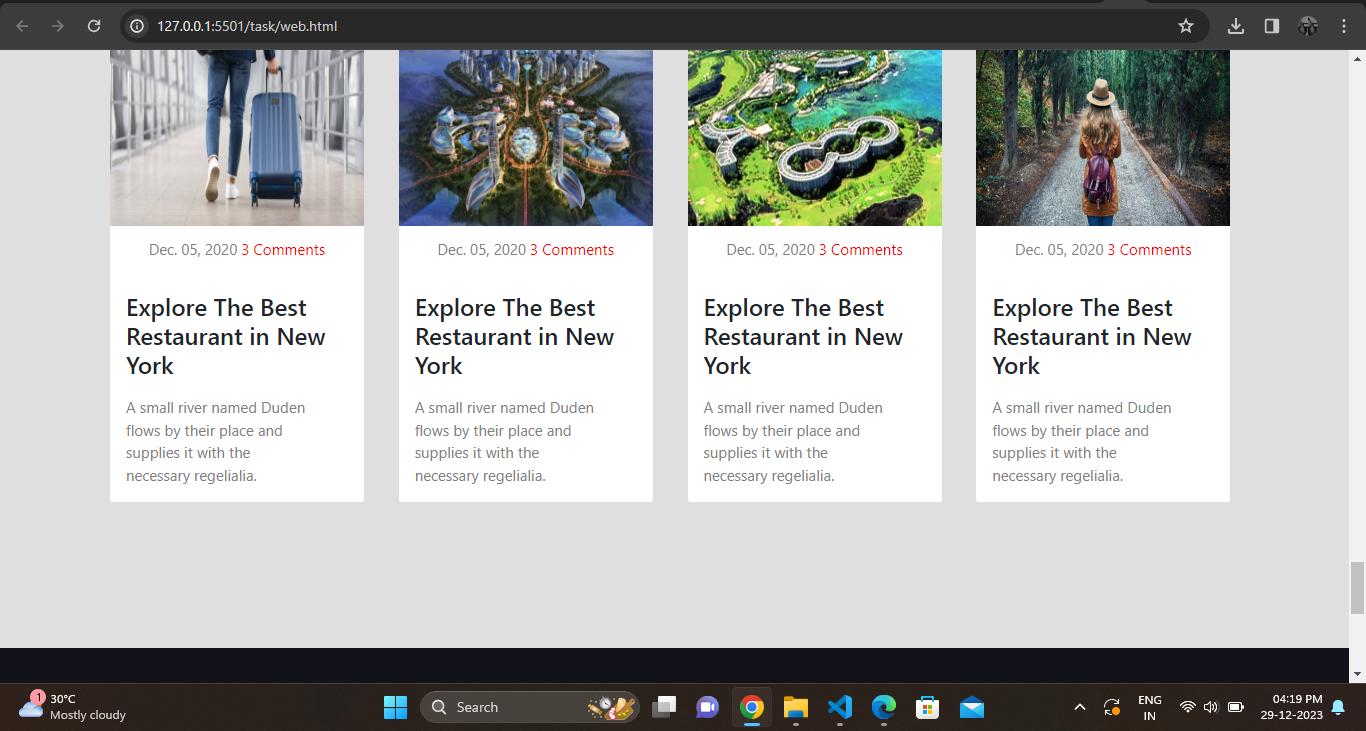 127.0.0.1:5501/task/web.html
Dec. 05, 2020 3 Comments
Explore The Best
Restaurant in New
York
A small river named Duden
flows by their place and
supplies it with the
necessary regelialia.
Dec. 05, 2020 3 Comments
Explore The Best
Restaurant in New
York
A small river named Duden
flows by their place and
supplies it with the
necessary regelialia.
Dec. 05, 2020 3 Comments
Explore The Best
Restaurant in New
York
A small river named Duden
flows by their place and
supplies it with the
necessary regelialia.
Dec. 05, 2020 3 Comments
Explore The Best
Restaurant in New
York
A small river named Duden
flows by their place and
supplies it with the
necessary regelialia.
1
30°C
Mostly cloudy
Search
ENG
IN
04:19 PM
29-12-2023